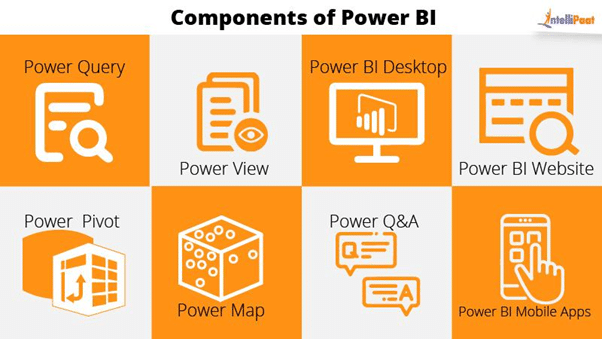 Components of Power BI
IntelliPaat
Power Query
Power View
Power BI Desktop
Power BI Website
Power Pivot
Power Map
Power Q&A
Q
A
Power BI Mobile Apps